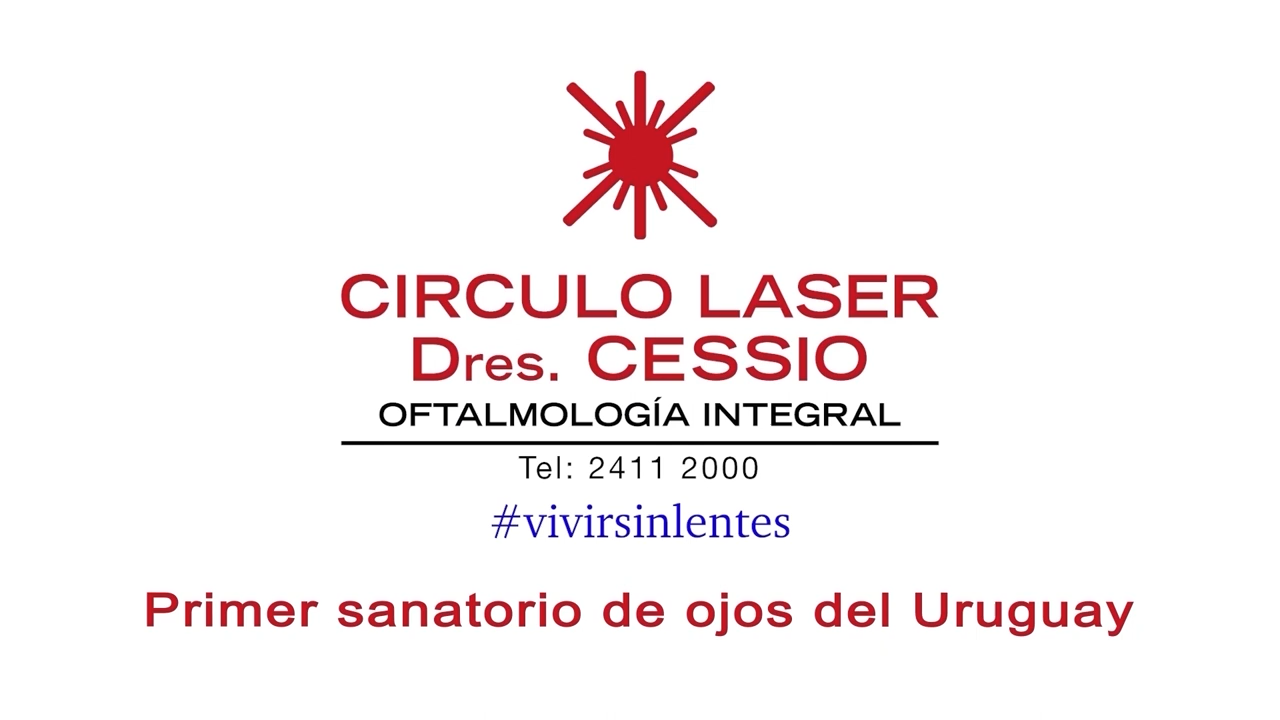 CIRCULO LASER
Dres. CESSIO
OFTALMOLOGÍA INTEGRAL
Tel: 2411 2000
#vivirsinlentes
Primer sanatorio de ojos del Uruguay